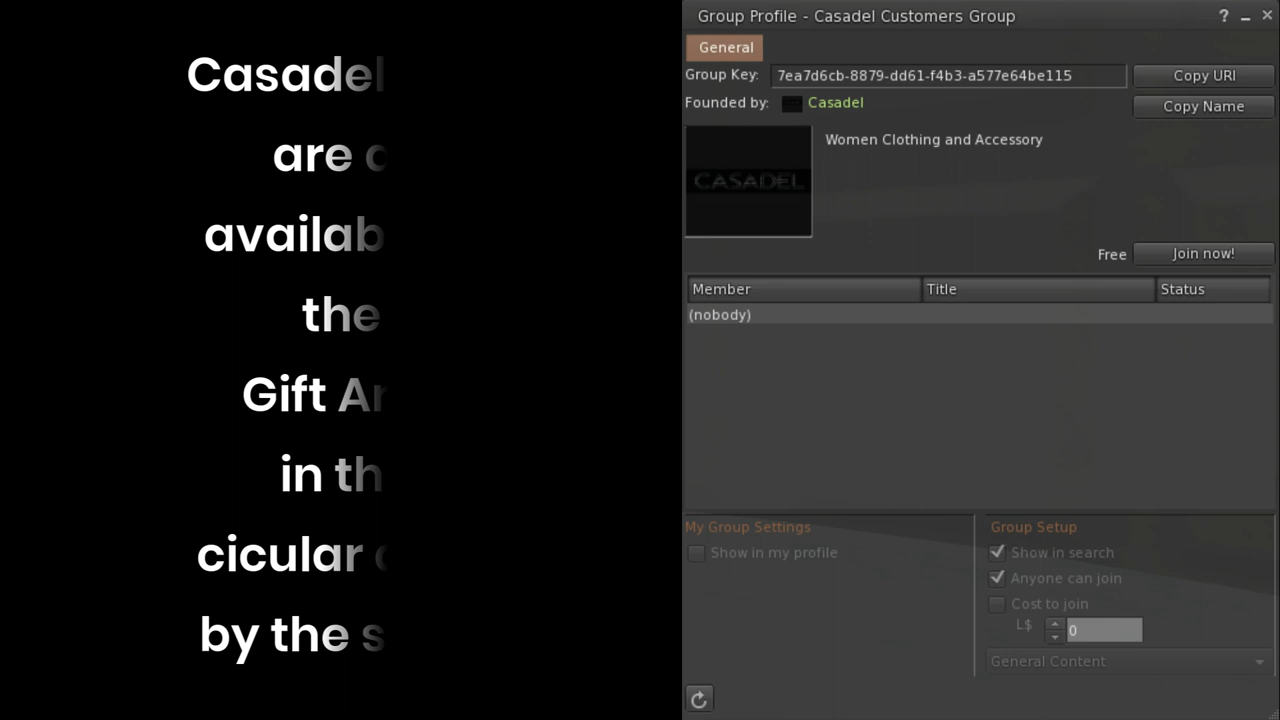 Casadel
are
availab
the
Gift
in th
cicular
by the s
Group Profile - Casadel Customers Group
?
General
Group Key:
7ea7d6cb-8879-dd61-f4b3-a577e64be115
Copy URI
Founded by:
Casadel
Copy Name
CASADEL
Women Clothing and Accessory
Free
Join now!
Member Title Status
(nobody)
My Group Settings
Show in my profile
Group Setup
Show in search
Anyone can join
Cost to join
L$ 0
General Content